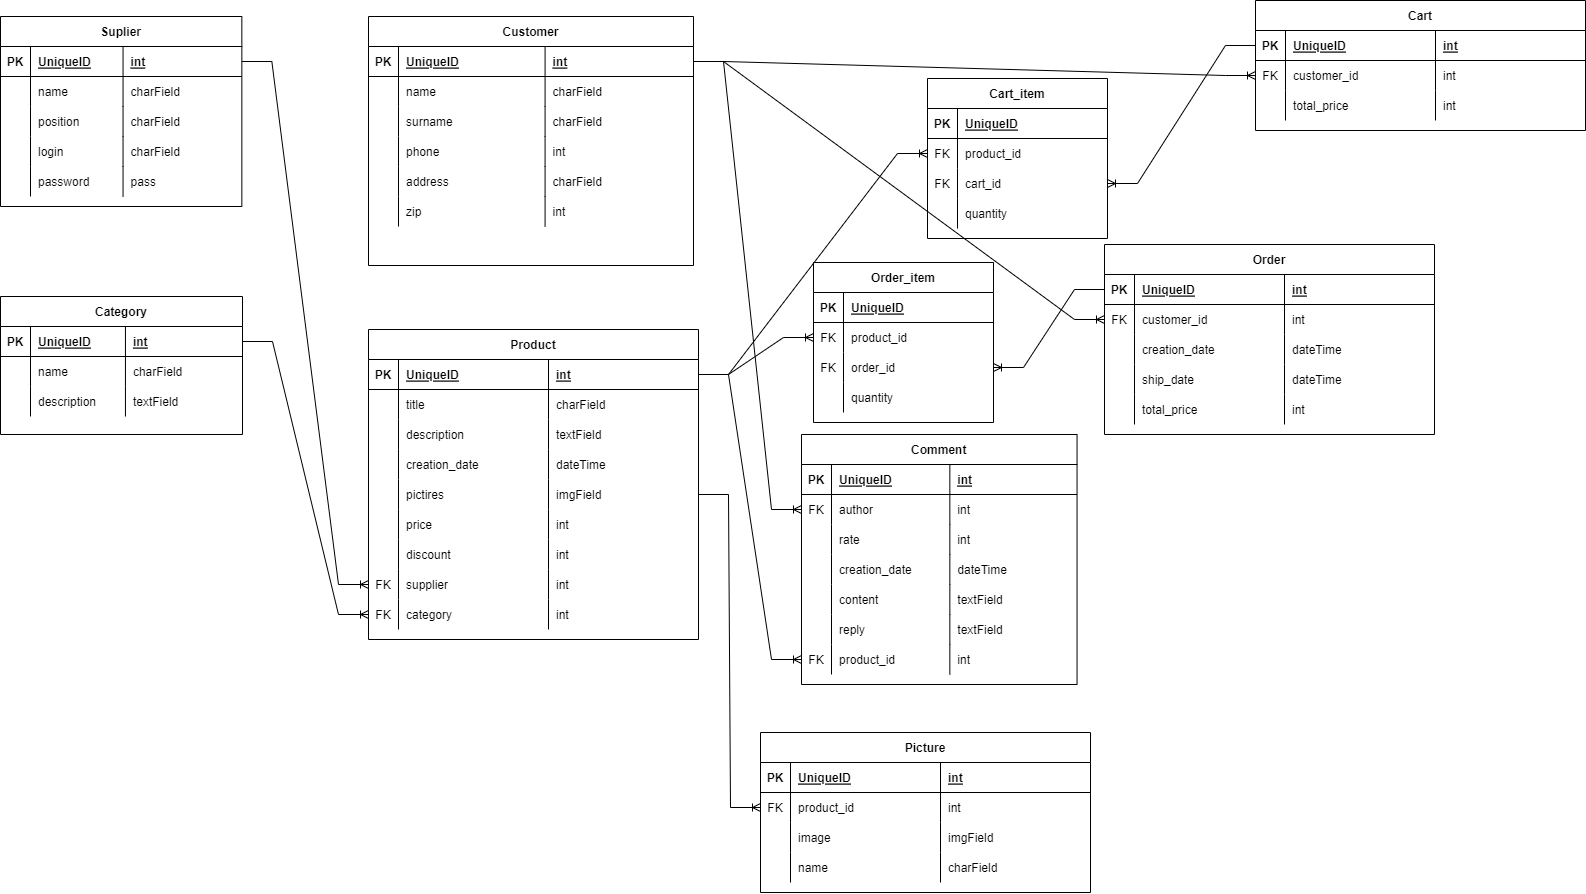 Suplier
PK UniqueID int
name charField
position charField
login charField
password pass
Customer
PK UniqueID int
name charField
surname charField
phone int
address charField
zip int
Cart
PK UniqueID int
FK customer_id int
total_price int
Cart_item
PK UniqueID
FK product_id
FK cart_id
quantity
Order_item
PK UniqueID
FK product_id
FK order_id
quantity
Order
PK UniqueID int
FK customer_id int
creation_date dateTime
ship_date dateTime
total_price int
Category
PK UniqueID int
name charField
description textField
Product
PK UniqueID int
title charField
description textField
creation_date dateTime
pictires imgField
price int
discount int
FK supplier int
FK category int
Comment
PK UniqueID int
FK author int
rate int
creation_date dateTime
content textField
reply textField
FK product_id int
Picture
PK UniqueID int
FK product_id int
image imgField
name charField